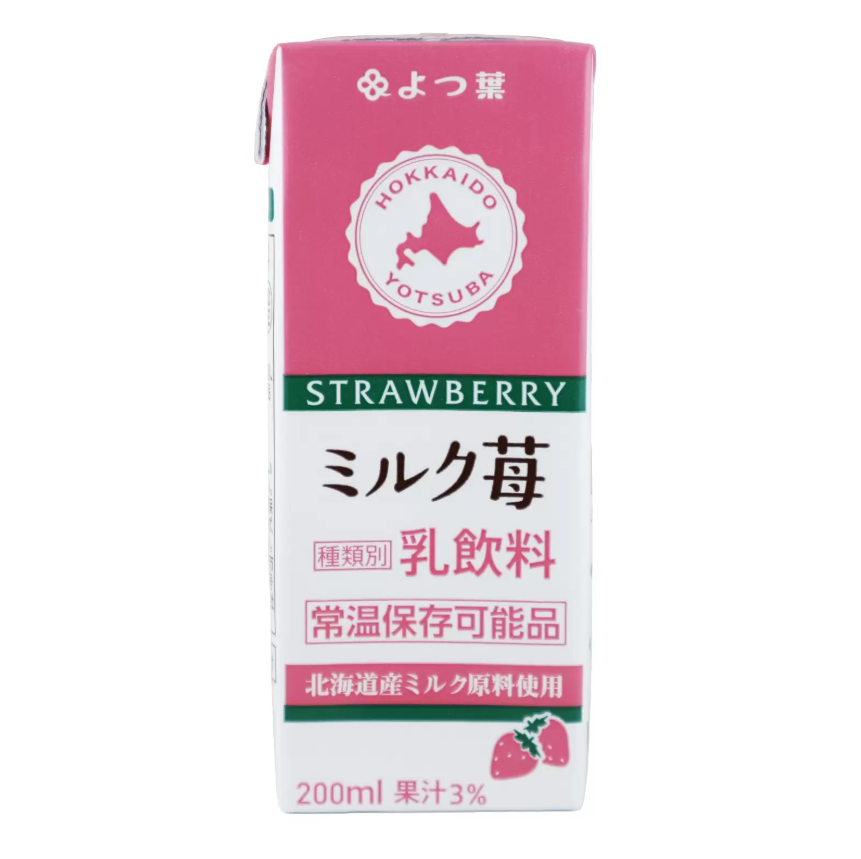 よつ葉
HOKKAIDO
YOTSUBA
STRAWBERRY
ミルク苺
種類別 乳飲料
常温保存可能品
北海道産ミルク原料使用
200ml 果汁3%